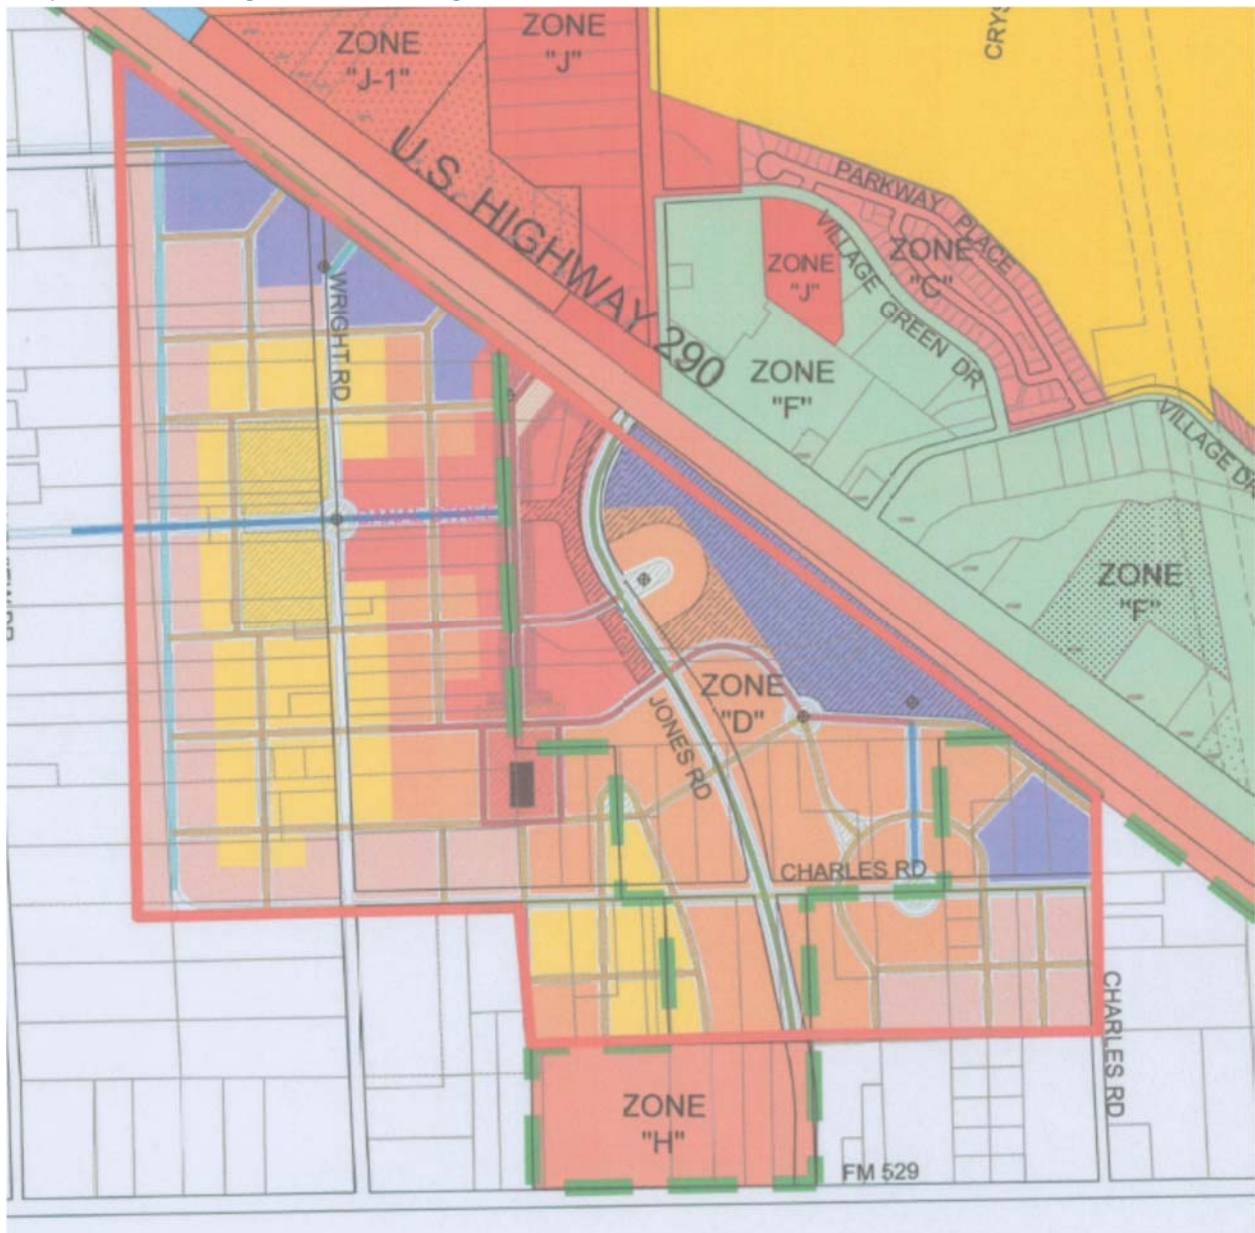 ZONE
"J-1"
ZONE
"J"
CRYS
U.S. HIGHWAY 290
PARKWAY PLACE
VILLAGE GREEN DR
ZONE
"C"
ZONE
"J"
WRIGHT RD
ZONE
"F"
VILLAGE DR
ZONE
"F"
ZONE
"D"
JONES RD
CHARLES RD
CHARLES RD
ZONE
"H"
FM 529